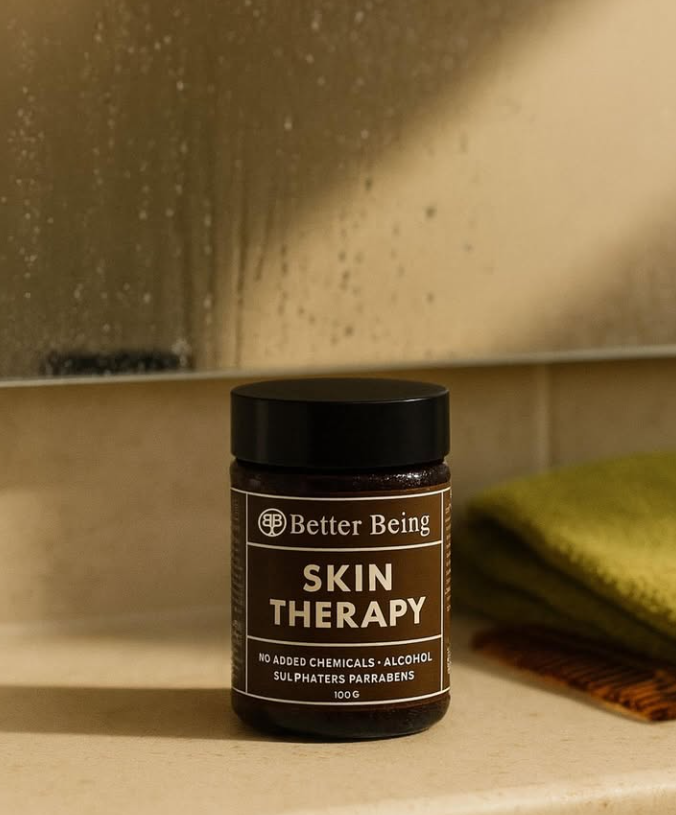 BB Better Being
SKIN
THERAPY
NO ADDED CHEMICALS · ALCOHOL
SULPHATERS PARRABENS
100 G